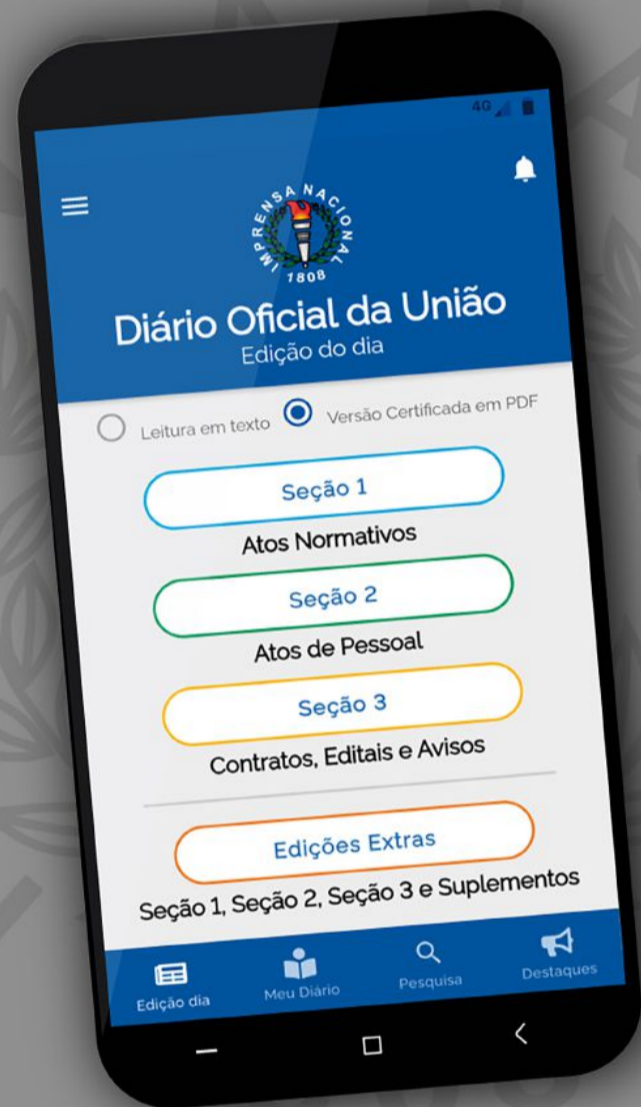 4G
IMPRENSA NACIONAL
1808
Diário Oficial da União
Edição do dia
Leitura em texto Versão Certificada em PDF
Seção 1
Atos Normativos
Seção 2
Atos de Pessoal
Seção 3
Contratos, Editais e Avisos
Edições Extras
Seção 1, Seção 2, Seção 3 e Suplementos
Edição dia Meu Diário Pesquisa Destaques